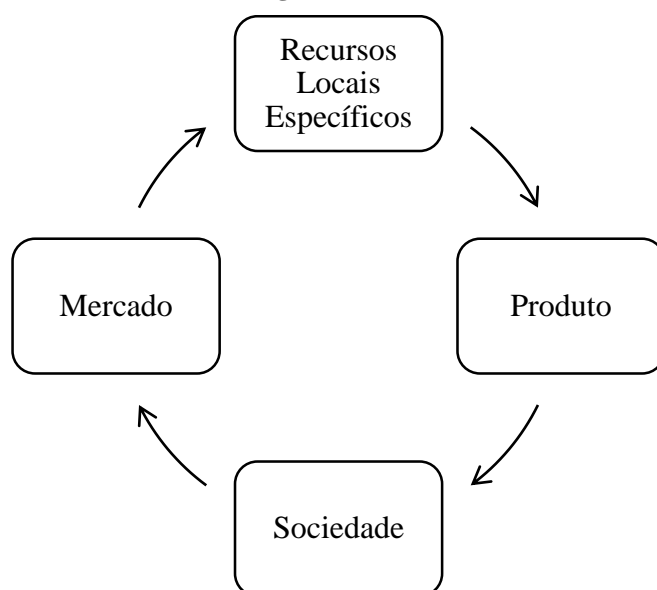 Recursos
Locais
Específicos
Mercado
Produto
Sociedade